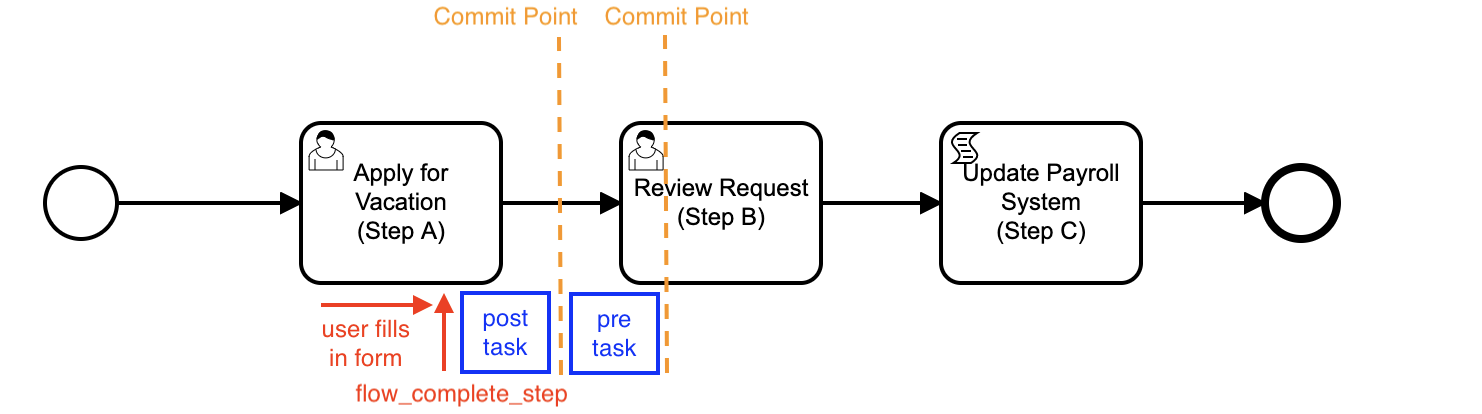 Commit Point
Commit Point
Apply for
Vacation
(Step A)
Review Request
(Step B)
Update Payroll
System
(Step C)
user fills
in form
post
task
pre
task
flow_complete_step